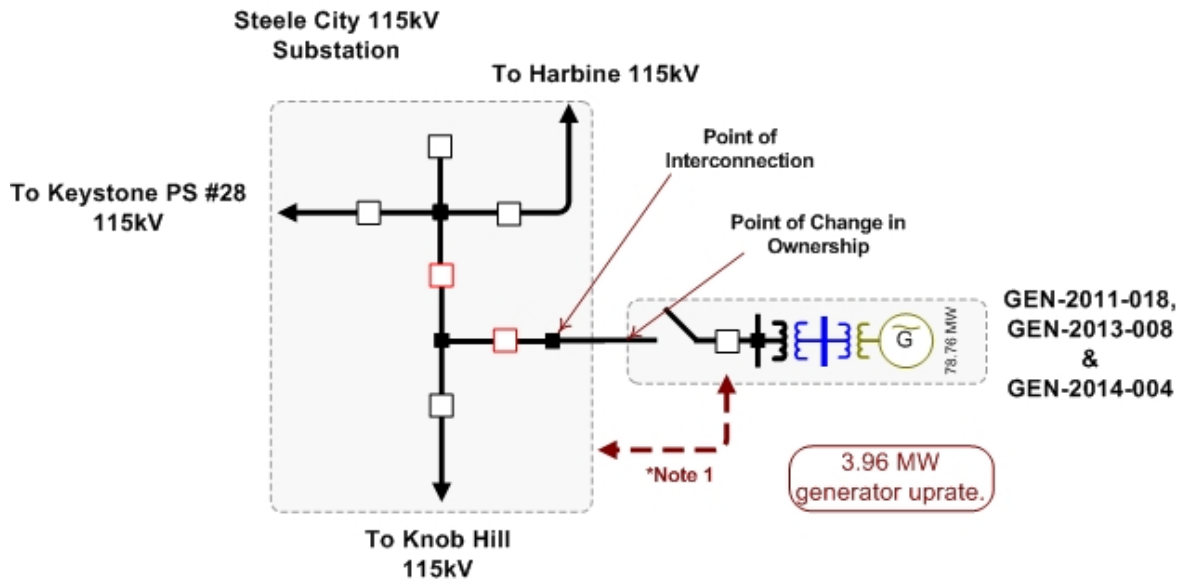 Steele City 115kV
Substation
To Harbine 115kV
To Keystone PS #28
115kV
Point of
Interconnection
Point of Change in
Ownership
GEN-2011-018,
GEN-2013-008
&
GEN-2014-004
G
78.76 MW
*Note 1
3.96 MW
generator uprate.
To Knob Hill
115kV